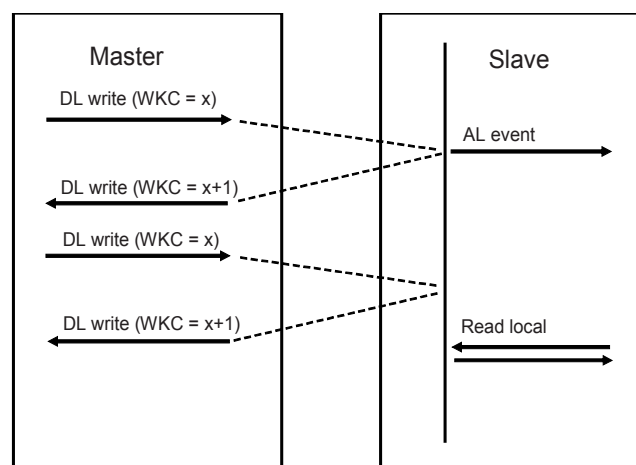 Master
Slave
DL write (WKC = x)
AL event
DL write (WKC = x+1)
DL write (WKC = x)
DL write (WKC = x+1)
Read local